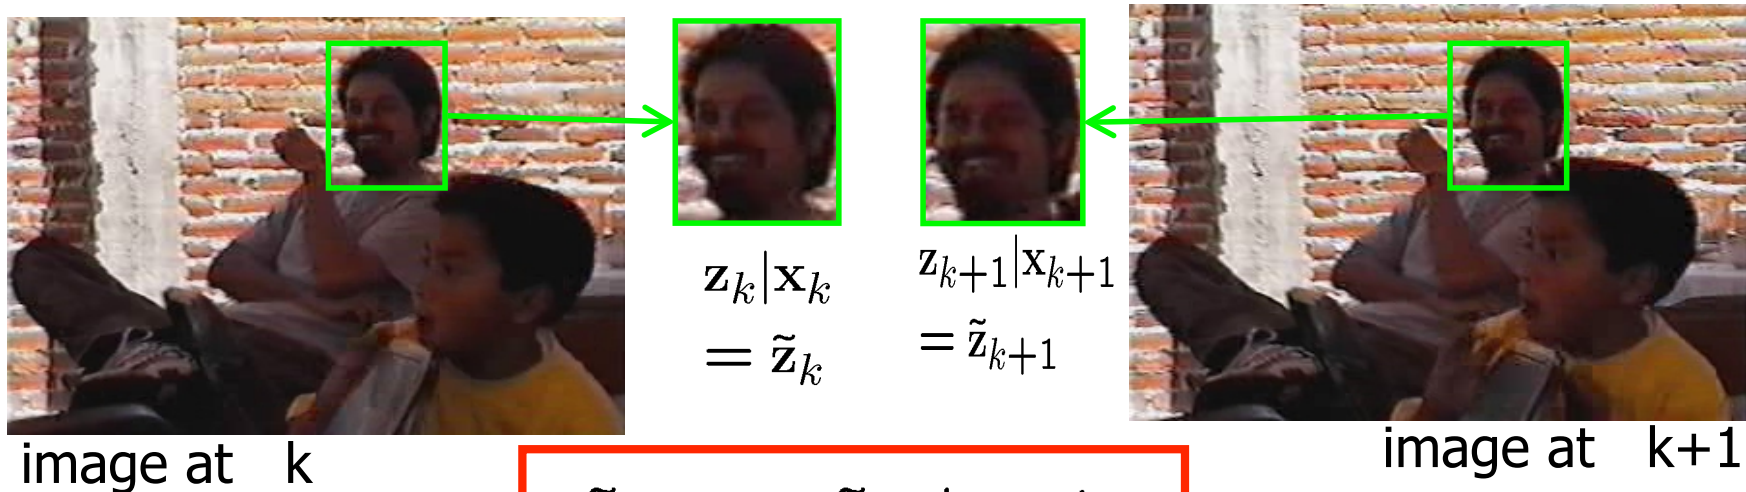 z_k|x_k
= z̃_k
z_{k+1}|x_{k+1}
= z̃_{k+1}
image at k
image at k+1